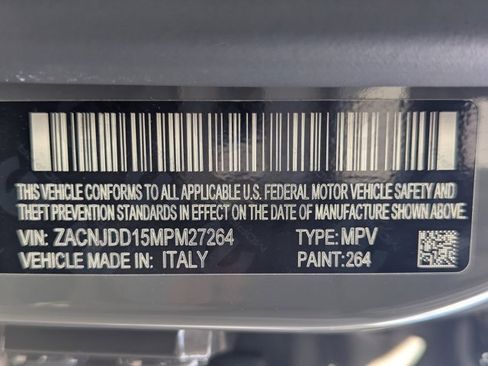 THIS VEHICLE CONFORMS TO ALL APPLICABLE U.S. FEDERAL MOTOR VEHICLE SAFETY AND
THEFT PREVENTION STANDARDS IN EFFECT ON THE DATE OF MANUFACTURE SHOWN ABOVE.
VIN: ZACNJDD15MPM27264 TYPE: MPV
VEHICLE MADE IN: ITALY PAINT: 264